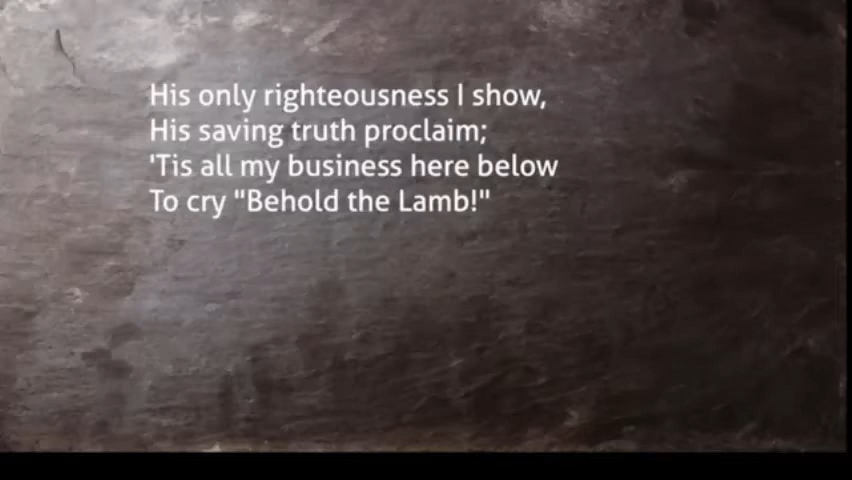 His only righteousness I show,
His saving truth proclaim;
'Tis all my business here below
To cry "Behold the Lamb!"